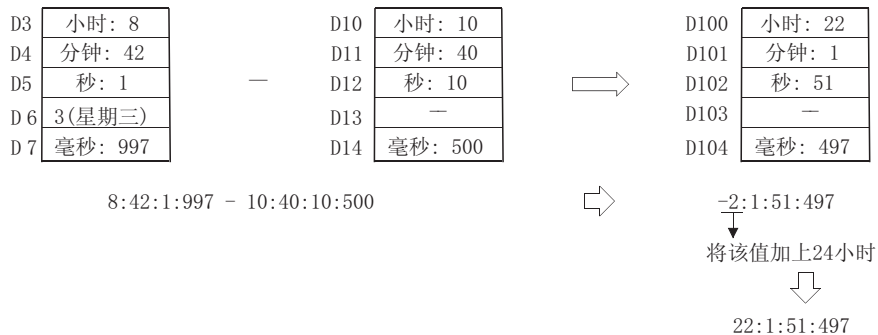 D3 小时: 8 D10 小时: 10 D100 小时: 22
D4 分钟: 42 D11 分钟: 40 D101 分钟: 1
D5 秒: 1 — D12 秒: 10 D102 秒: 51
D 6 3(星期三) D13 — D103 —
D 7 毫秒: 997 D14 毫秒: 500 D104 毫秒: 497
8:42:1:997 - 10:40:10:500 -2:1:51:497
将该值加上24小时
22:1:51:497